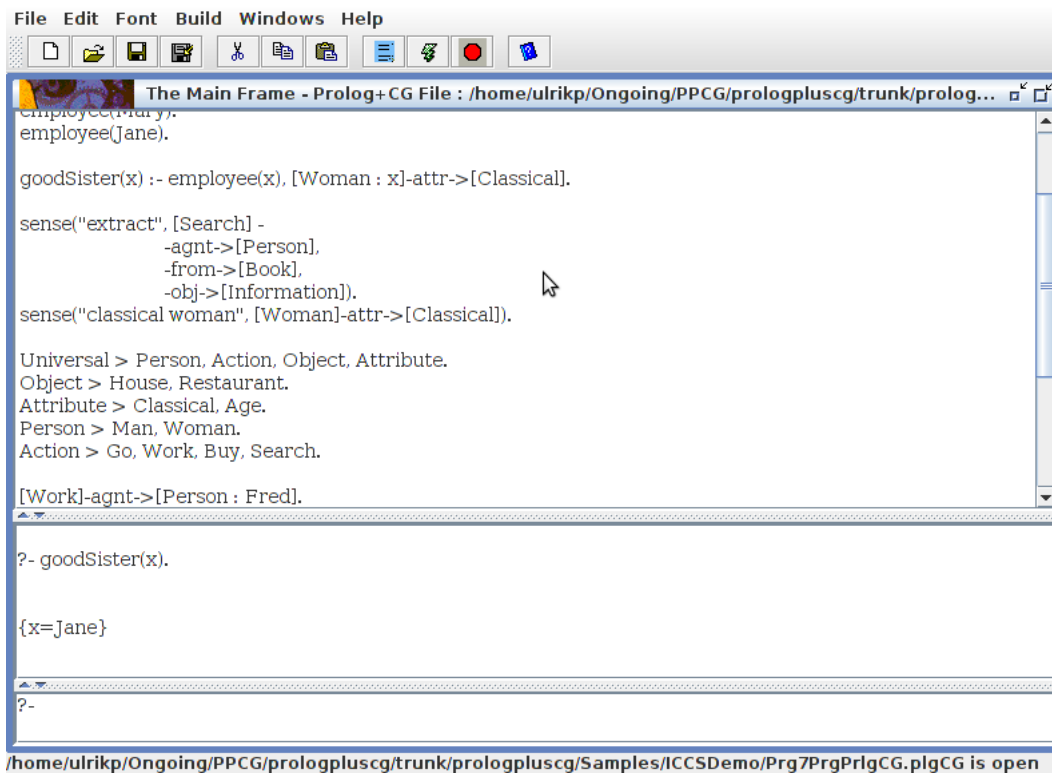 File Edit Font Build Windows Help
The Main Frame - Prolog+CG File : /home/ulrikp/Ongoing/PPCG/prologpluscg/trunk/prolog...
employee(Mary).
employee(Jane).
goodSister(x) :- employee(x), [Woman : x]-attr->[Classical].
sense("extract", [Search] -
-agnt->[Person],
-from->[Book],
-obj->[Information]).
sense("classical woman", [Woman]-attr->[Classical]).
Universal > Person, Action, Object, Attribute.
Object > House, Restaurant.
Attribute > Classical, Age.
Person > Man, Woman.
Action > Go, Work, Buy, Search.
[Work]-agnt->[Person : Fred].
?- goodSister(x).
{x=Jane}
?-
/home/ulrikp/Ongoing/PPCG/prologpluscg/trunk/prologpluscg/Samples/ICCSDemo/Prg7PrgPrlgCG.plgCG is open